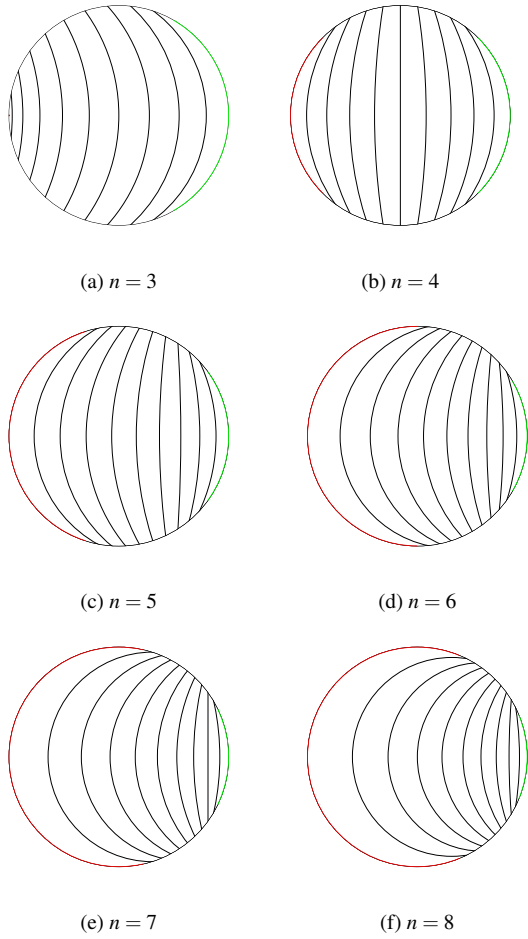 (a) n = 3
(b) n = 4
(c) n = 5
(d) n = 6
(e) n = 7
(f) n = 8